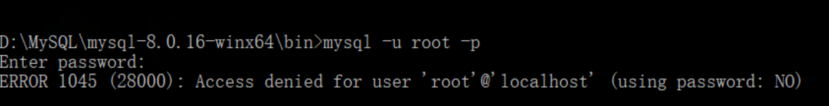 D:\MySQL\mysql-8.0.16-winx64\bin>mysql -u root -p
Enter password:
ERROR 1045 (28000): Access denied for user 'root'@'localhost' (using password: NO)